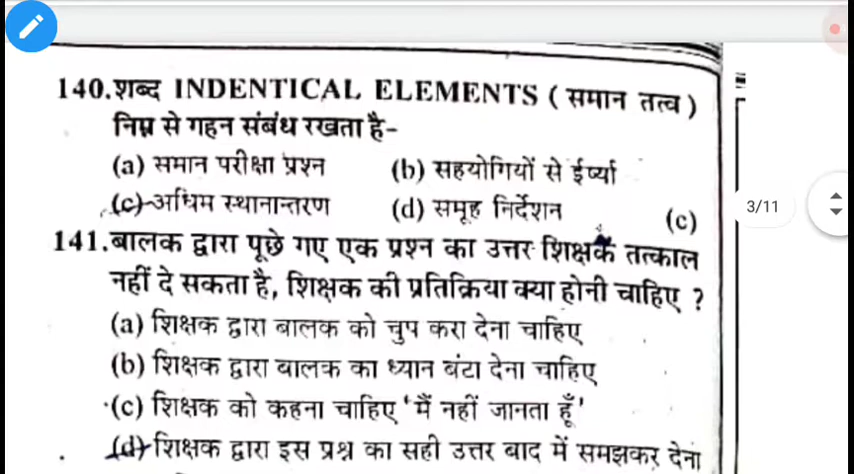 140.शब्द INDENTICAL ELEMENTS ( समान तत्व )
निम्न से गहन संबंध रखता है-
(a) समान परीक्षा प्रश्न (b) सहयोगियों से ईर्ष्या
(c) अधिम स्थानान्तरण (d) समूह निर्देशन (c)
3/11
141.बालक द्वारा पूछे गए एक प्रश्न का उत्तर शिक्षक तत्काल
नहीं दे सकता है, शिक्षक की प्रतिक्रिया क्या होनी चाहिए ?
(a) शिक्षक द्वारा बालक को चुप करा देना चाहिए
(b) शिक्षक द्वारा बालक का ध्यान बंटा देना चाहिए
(c) शिक्षक को कहना चाहिए 'मैं नहीं जानता हूँ'
(d) शिक्षक द्वारा इस प्रश्न का सही उत्तर बाद में समझकर देना